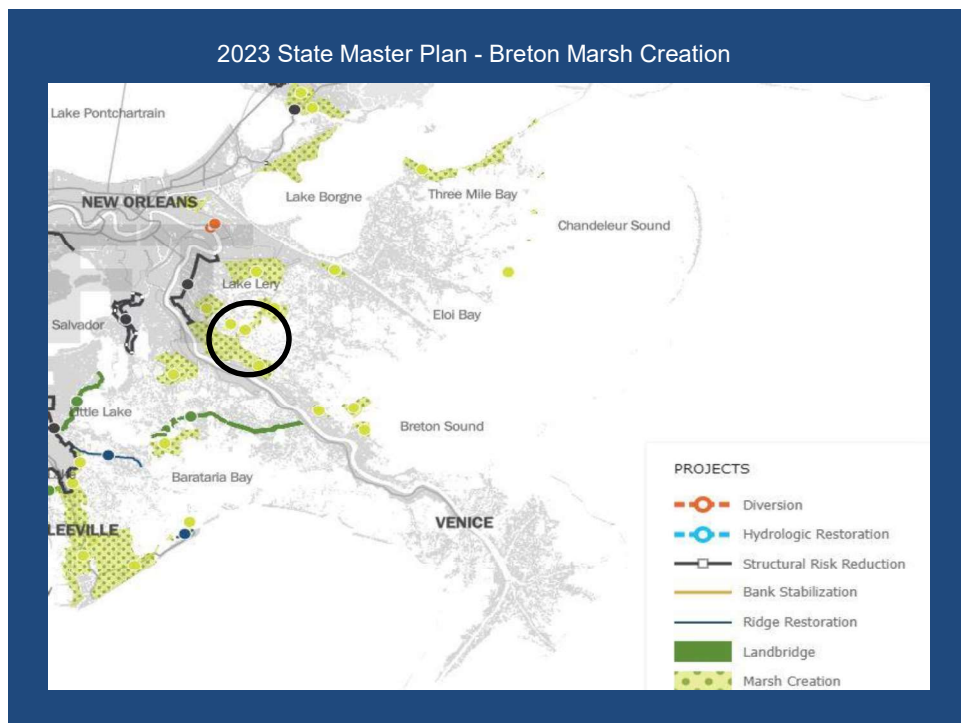 2023 State Master Plan - Breton Marsh Creation
Lake Pontchartrain
NEW ORLEANS
Lake Borgne
Three Mile Bay
Chandeleur Sound
Lake Lery
Eloi Bay
Salvador
Little Lake
Breton Sound
Barataria Bay
LEEVILLE
VENICE
PROJECTS
Diversion
Hydrologic Restoration
Structural Risk Reduction
Bank Stabilization
Ridge Restoration
Landbridge
Marsh Creation